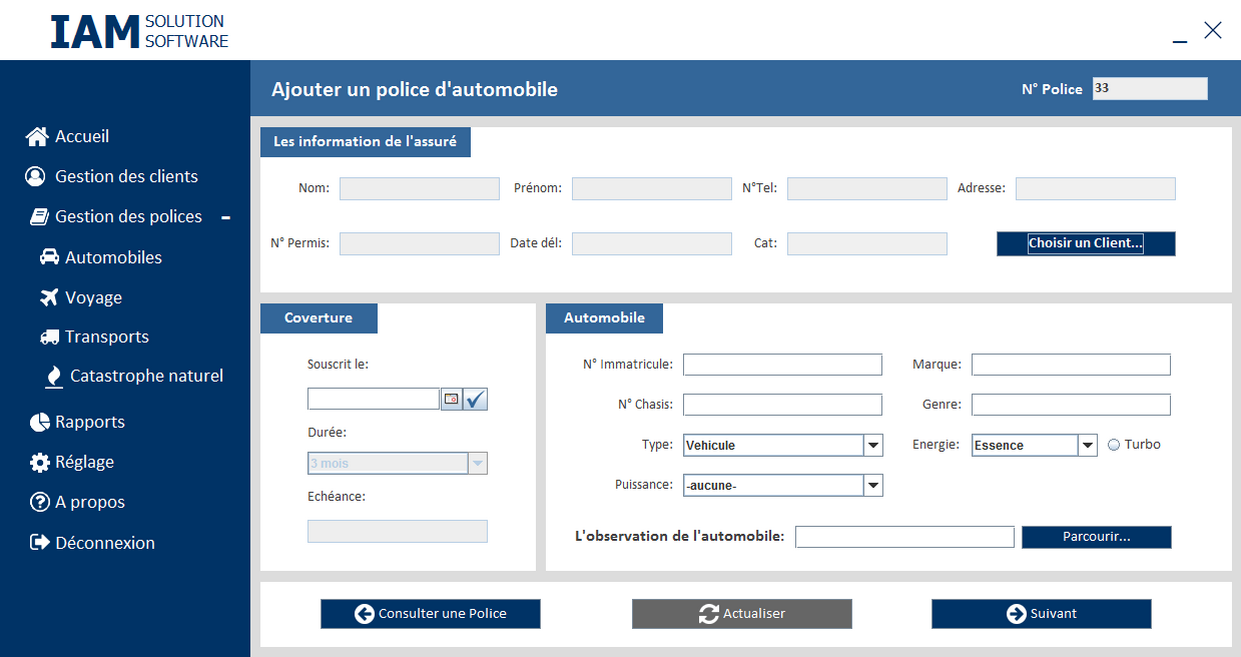 IAM SOLUTION SOFTWARE
Ajouter un police d'automobile
N° Police 33
Accueil
Gestion des clients
Gestion des polices
Automobiles
Voyage
Transports
Catastrophe naturel
Rapports
Réglage
A propos
Déconnexion
Les information de l'assuré
Nom: Prénom: N°Tel: Adresse:
N° Permis: Date dél: Cat: Choisir un Client...
Coverture
Souscrit le:
Durée:
3 mois
Echéance:
Automobile
N° Immatricule: Marque:
N° Chasis: Genre:
Type: Vehicule Energie: Essence Turbo
Puissance: -aucune-
L'observation de l'automobile: Parcourir...
Consulter une Police Actualiser Suivant